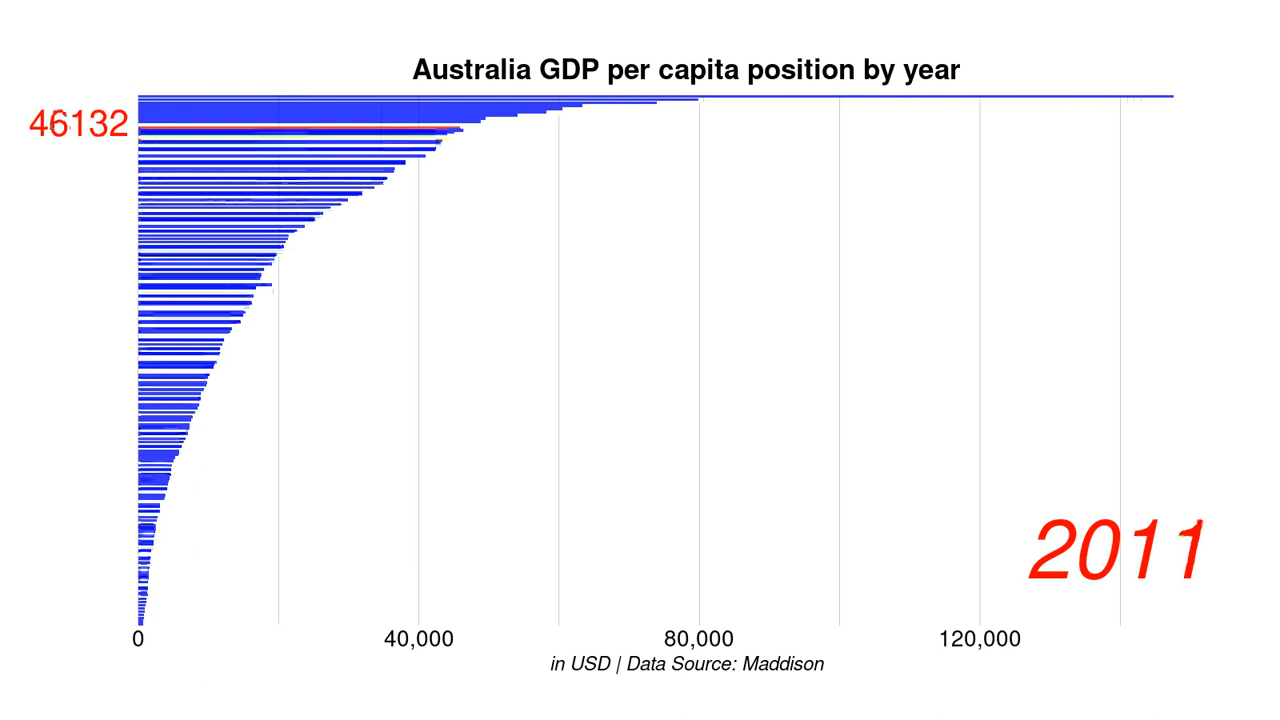 Australia GDP per capita position by year
46132
2011
0 40,000 80,000 120,000
in USD | Data Source: Maddison